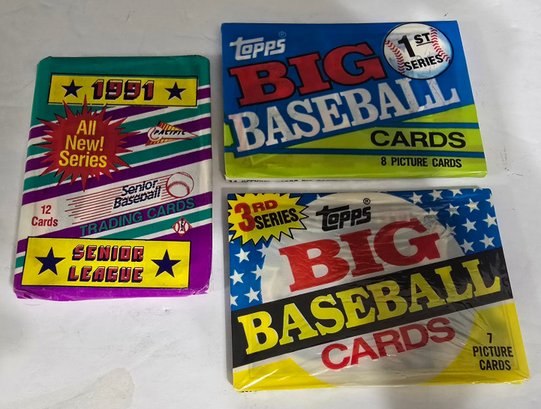 ★ 1991 ★
All
New!
Series
PACIFIC
Senior
Baseball
12
Cards
TRADING CARDS
SENIOR
LEAGUE
Topps®
BIG
1ST
SERIES
BASEBALL
CARDS
8 PICTURE CARDS
3RD
SERIES
Topps®
BIG
BASEBALL
CARDS
7
PICTURE
CARDS